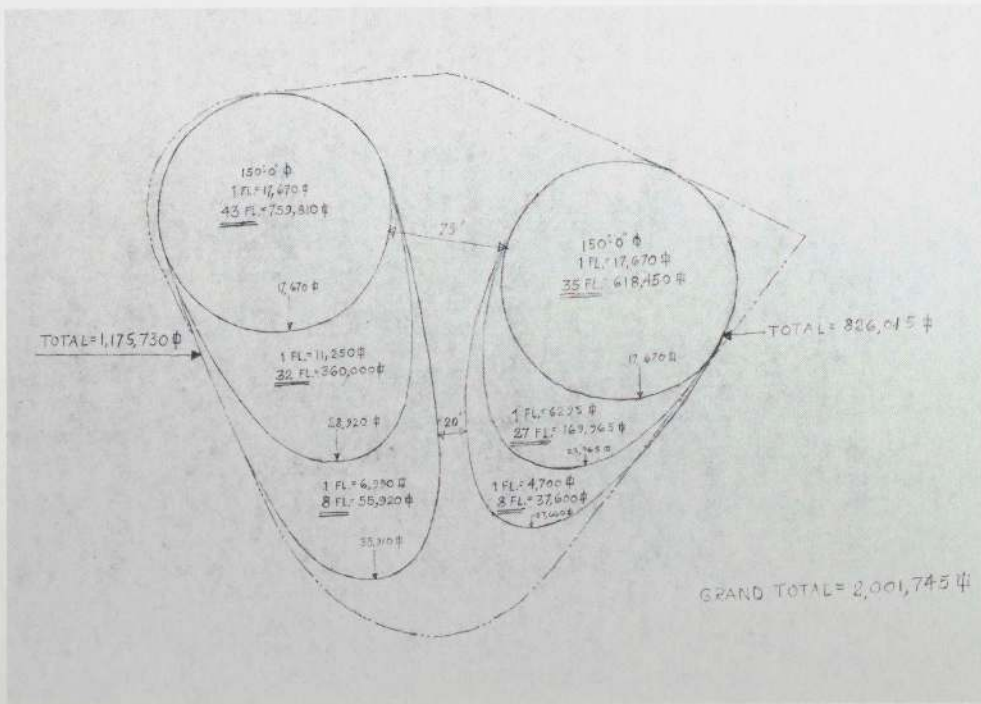 150'-0" ⌽
1 FL.= 17,670 ⌽
43 FL.= 759,810 ⌽
17,670 ⌽
TOTAL = 1,175,730 ⌽
1 FL.= 11,250 ⌽
32 FL.= 360,000 ⌽
28,920 ⌽
1 FL.= 6,990 ⌽
8 FL.= 55,920 ⌽
35,910 ⌽
75'
20'
150'-0" ⌽
1 FL.= 17,670 ⌽
35 FL.= 618,450 ⌽
17,670 ⌽
TOTAL = 826,015 ⌽
1 FL.= 6295 ⌽
27 FL.= 169,965 ⌽
23,965 ⌽
1 FL.= 4,700 ⌽
8 FL.= 37,600 ⌽
GRAND TOTAL = 2,001,745 ⌽